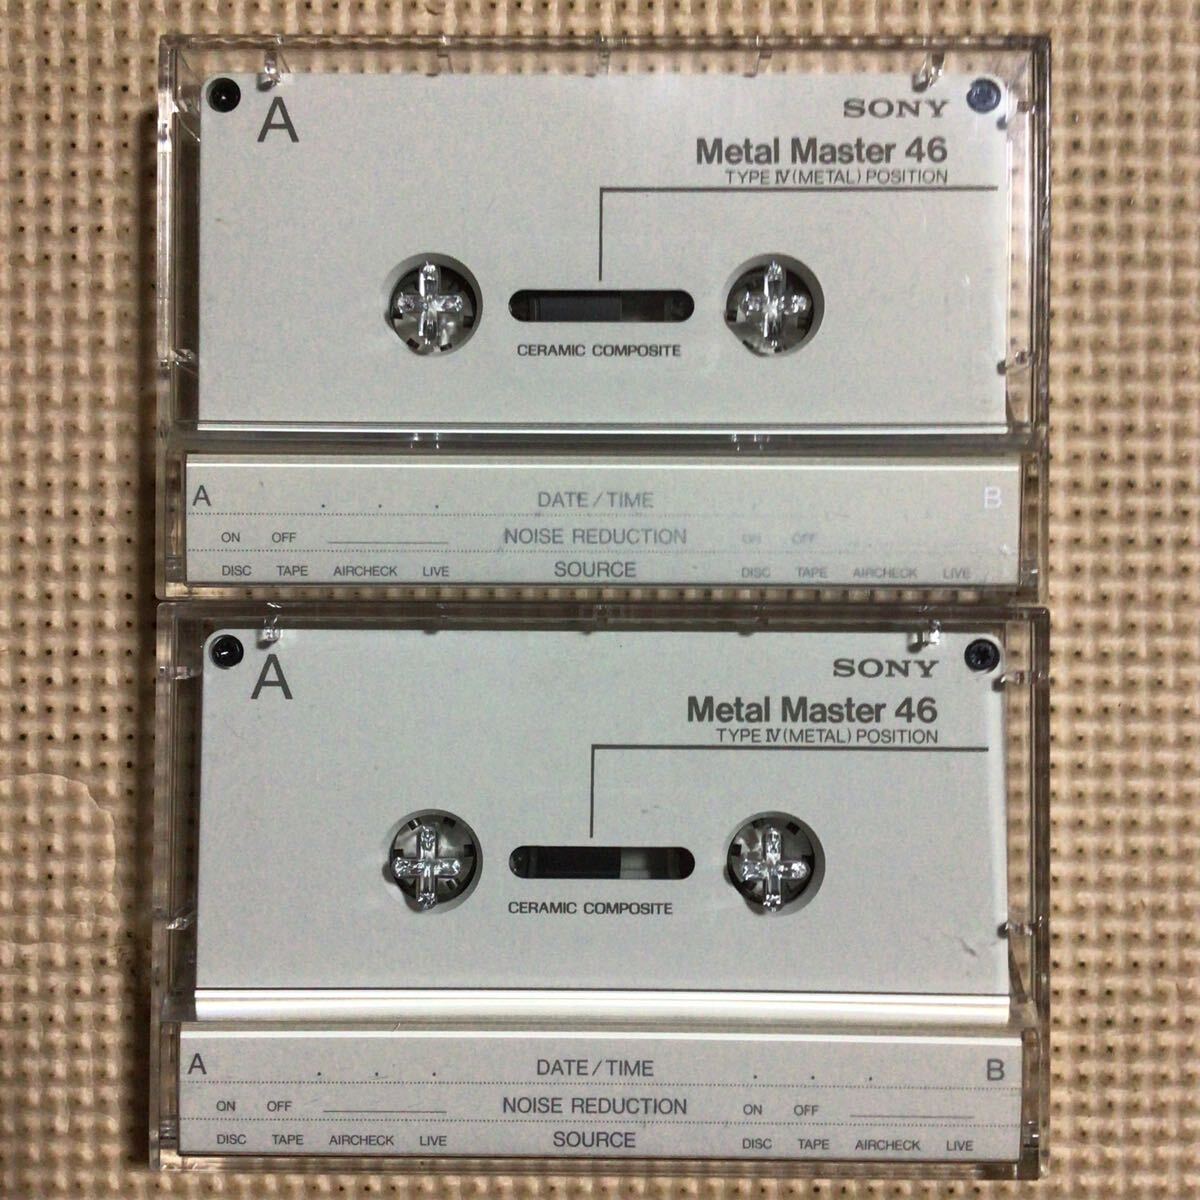 A
SONY
Metal Master 46
TYPE IV (METAL) POSITION
CERAMIC COMPOSITE
A DATE/TIME B
ON OFF NOISE REDUCTION ON OFF
DISC TAPE AIRCHECK LIVE SOURCE DISC TAPE AIRCHECK LIVE
A
SONY
Metal Master 46
TYPE IV (METAL) POSITION
CERAMIC COMPOSITE
A DATE/TIME B
ON OFF NOISE REDUCTION ON OFF
DISC TAPE AIRCHECK LIVE SOURCE DISC TAPE AIRCHECK LIVE